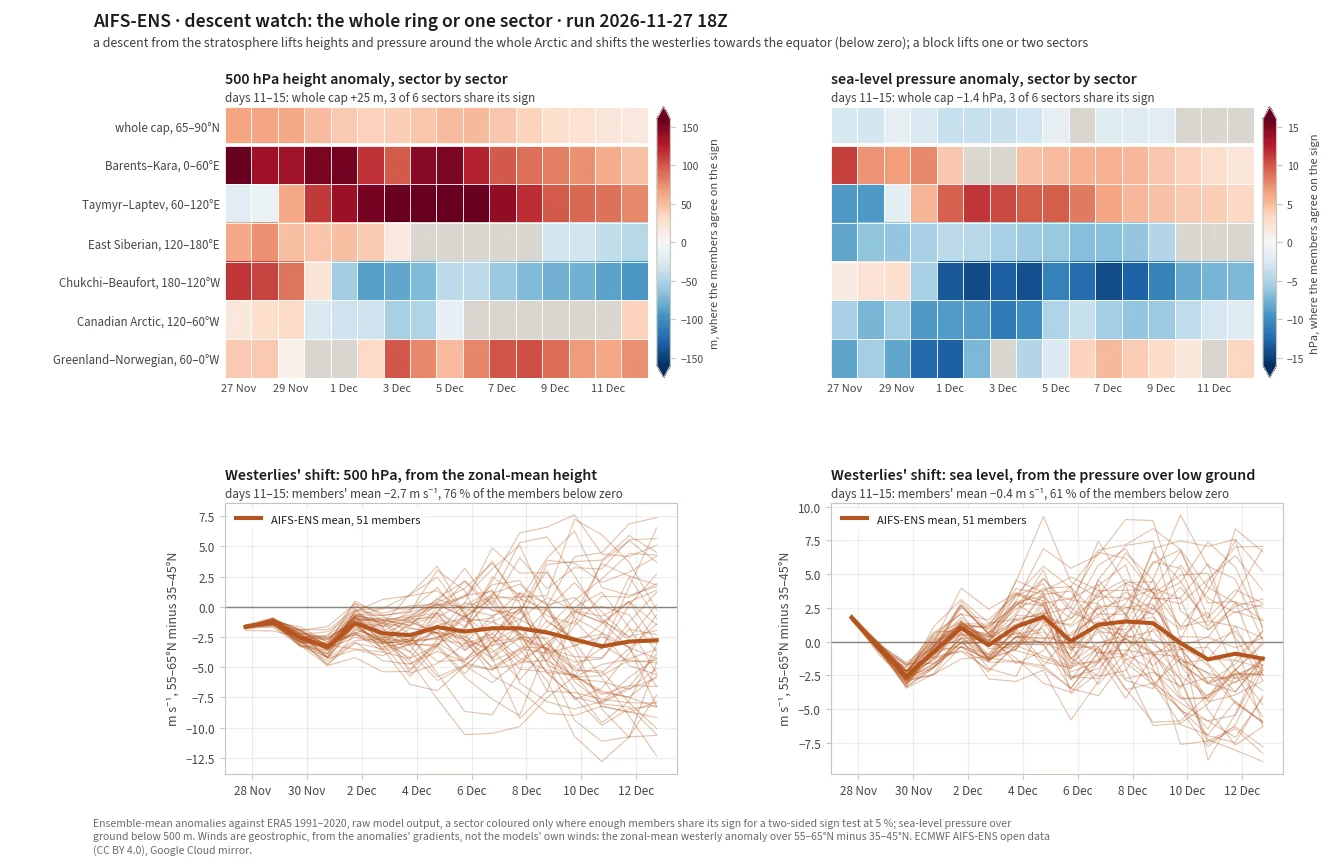 AIFS-ENS · descent watch: the whole ring or one sector · run 2026-11-27 18Z
a descent from the stratosphere lifts heights and pressure around the whole Arctic and shifts the westerlies towards the equator (below zero); a block lifts one or two sectors
500 hPa height anomaly, sector by sector
days 11–15: whole cap +25 m, 3 of 6 sectors share its sign
whole cap, 65–90°N
Barents–Kara, 0–60°E
Taymyr–Laptev, 60–120°E
East Siberian, 120–180°E
Chukchi–Beaufort, 180–120°W
Canadian Arctic, 120–60°W
Greenland–Norwegian, 60–0°W
27 Nov 29 Nov 1 Dec 3 Dec 5 Dec 7 Dec 9 Dec 11 Dec
150
100
50
0
−50
−100
−150
m, where the members agree on the sign
sea-level pressure anomaly, sector by sector
days 11–15: whole cap −1.4 hPa, 3 of 6 sectors share its sign
27 Nov 29 Nov 1 Dec 3 Dec 5 Dec 7 Dec 9 Dec 11 Dec
15
10
5
0
−5
−10
−15
hPa, where the members agree on the sign
Westerlies' shift: 500 hPa, from the zonal-mean height
days 11–15: members' mean −2.7 m s⁻¹, 76 % of the members below zero
AIFS-ENS mean, 51 members
7.5
5.0
2.5
0.0
−2.5
−5.0
−7.5
−10.0
−12.5
m s⁻¹, 55–65°N minus 35–45°N
28 Nov 30 Nov 2 Dec 4 Dec 6 Dec 8 Dec 10 Dec 12 Dec
Westerlies' shift: sea level, from the pressure over low ground
days 11–15: members' mean −0.4 m s⁻¹, 61 % of the members below zero
AIFS-ENS mean, 51 members
10.0
7.5
5.0
2.5
0.0
−2.5
−5.0
−7.5
m s⁻¹, 55–65°N minus 35–45°N
28 Nov 30 Nov 2 Dec 4 Dec 6 Dec 8 Dec 10 Dec 12 Dec
Ensemble-mean anomalies against ERA5 1991–2020, raw model output, a sector coloured only where enough members share its sign for a two-sided sign test at 5 %; sea-level pressure over
ground below 500 m. Winds are geostrophic, from the anomalies' gradients, not the models' own winds: the zonal-mean westerly anomaly over 55–65°N minus 35–45°N. ECMWF AIFS-ENS open data
(CC BY 4.0), Google Cloud mirror.